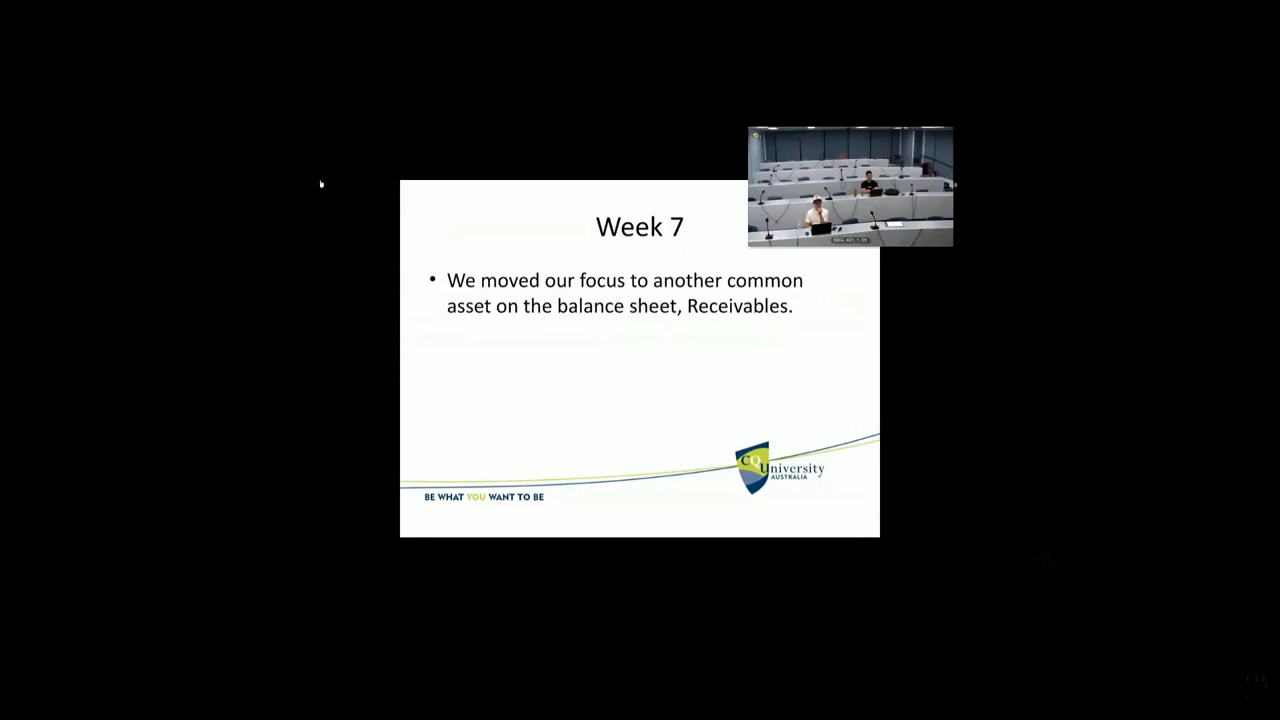 Week 7
• We moved our focus to another common
asset on the balance sheet, Receivables.
CQUniversity
AUSTRALIA
BE WHAT YOU WANT TO BE